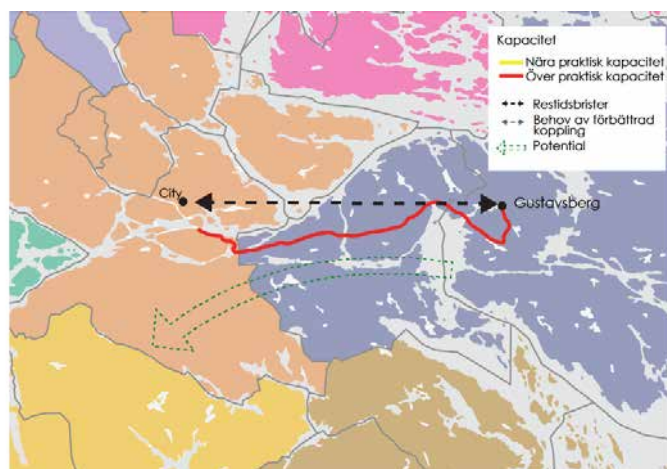 Kapacitet
Nära praktisk kapacitet
Över praktisk kapacitet
Restidsbrister
Behov av förbättrad
koppling
Potential
City
Gustavsberg